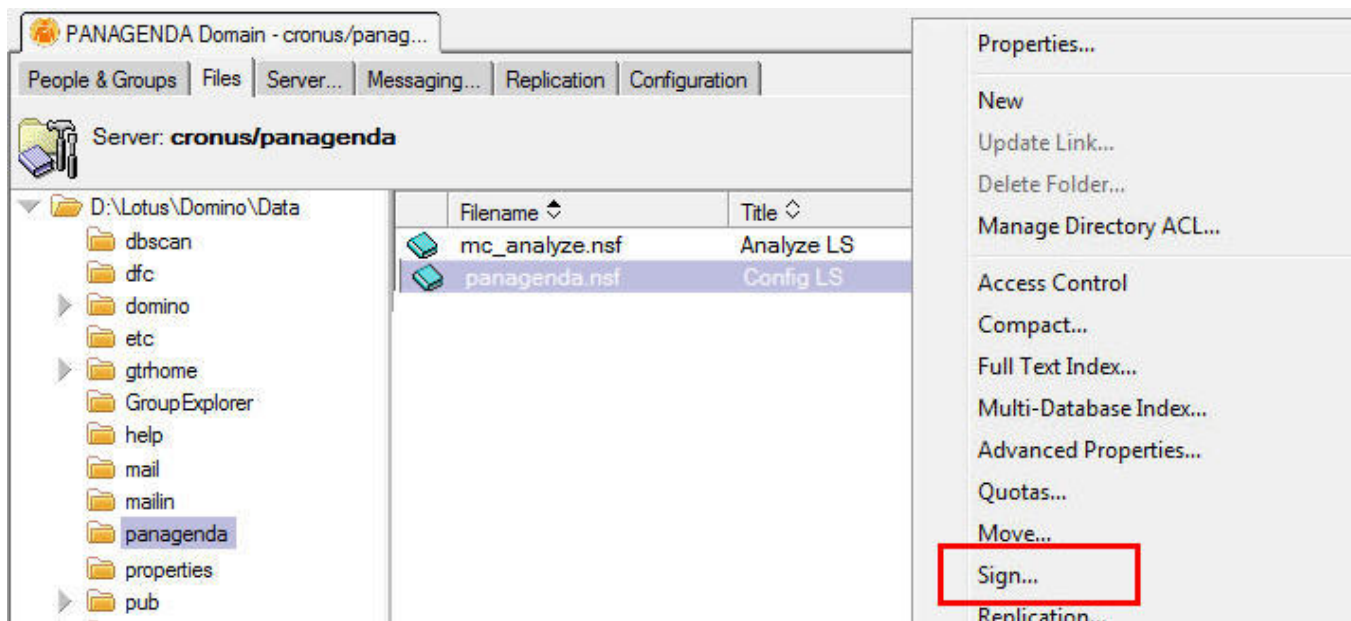 PANAGENDA Domain - cronus/panag...
People & Groups Files Server... Messaging... Replication Configuration
Server: cronus/panagenda
D:\Lotus\Domino\Data
dbscan
dfc
domino
etc
gtrhome
GroupExplorer
help
mail
mailin
panagenda
properties
pub
Filename Title
mc_analyze.nsf Analyze LS
panagenda.nsf Config LS
Properties...
New
Update Link...
Delete Folder...
Manage Directory ACL...
Access Control
Compact...
Full Text Index...
Multi-Database Index...
Advanced Properties...
Quotas...
Move...
Sign...
Replication...